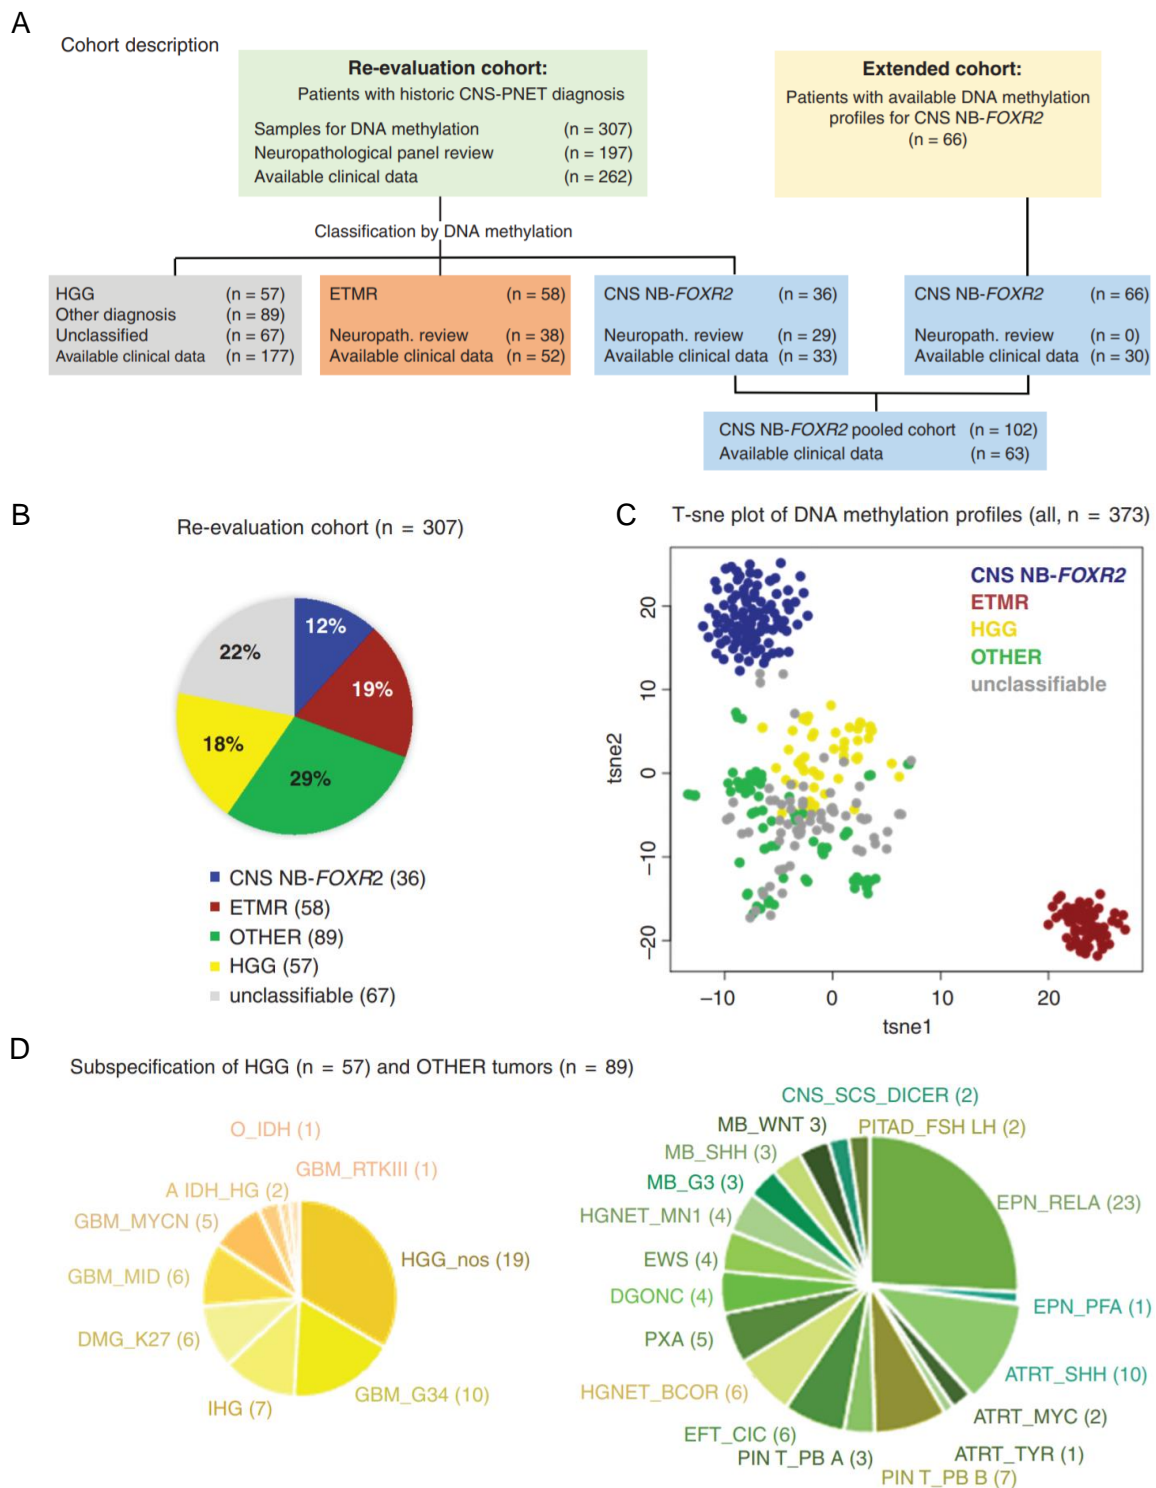 A
Cohort description
Re-evaluation cohort:
Patients with historic CNS-PNET diagnosis
Samples for DNA methylation (n = 307)
Neuropathological panel review (n = 197)
Available clinical data (n = 262)
Extended cohort:
Patients with available DNA methylation
profiles for CNS NB-FOXR2
(n = 66)
Classification by DNA methylation
HGG (n = 57)
Other diagnosis (n = 89)
Unclassified (n = 67)
Available clinical data (n = 177)
ETMR (n = 58)
Neuropath. review (n = 38)
Available clinical data (n = 52)
CNS NB-FOXR2 (n = 36)
Neuropath. review (n = 29)
Available clinical data (n = 33)
CNS NB-FOXR2 (n = 66)
Neuropath. review (n = 0)
Available clinical data (n = 30)
CNS NB-FOXR2 pooled cohort (n = 102)
Available clinical data (n = 63)
B
Re-evaluation cohort (n = 307)
12%
19%
29%
18%
22%
CNS NB-FOXR2 (36)
ETMR (58)
OTHER (89)
HGG (57)
unclassifiable (67)
C
T-sne plot of DNA methylation profiles (all, n = 373)
CNS NB-FOXR2
ETMR
HGG
OTHER
unclassifiable
tsne2
20
10
0
−10
−20
−10 0 10 20
tsne1
D
Subspecification of HGG (n = 57) and OTHER tumors (n = 89)
O_IDH (1)
GBM_RTKIII (1)
A IDH_HG (2)
GBM_MYCN (5)
GBM_MID (6)
DMG_K27 (6)
IHG (7)
GBM_G34 (10)
HGG_nos (19)
CNS_SCS_DICER (2)
MB_WNT 3)
PITAD_FSH LH (2)
MB_SHH (3)
MB_G3 (3)
HGNET_MN1 (4)
EWS (4)
DGONC (4)
PXA (5)
HGNET_BCOR (6)
EFT_CIC (6)
PIN T_PB A (3)
PIN T_PB B (7)
ATRT_TYR (1)
ATRT_MYC (2)
ATRT_SHH (10)
EPN_PFA (1)
EPN_RELA (23)